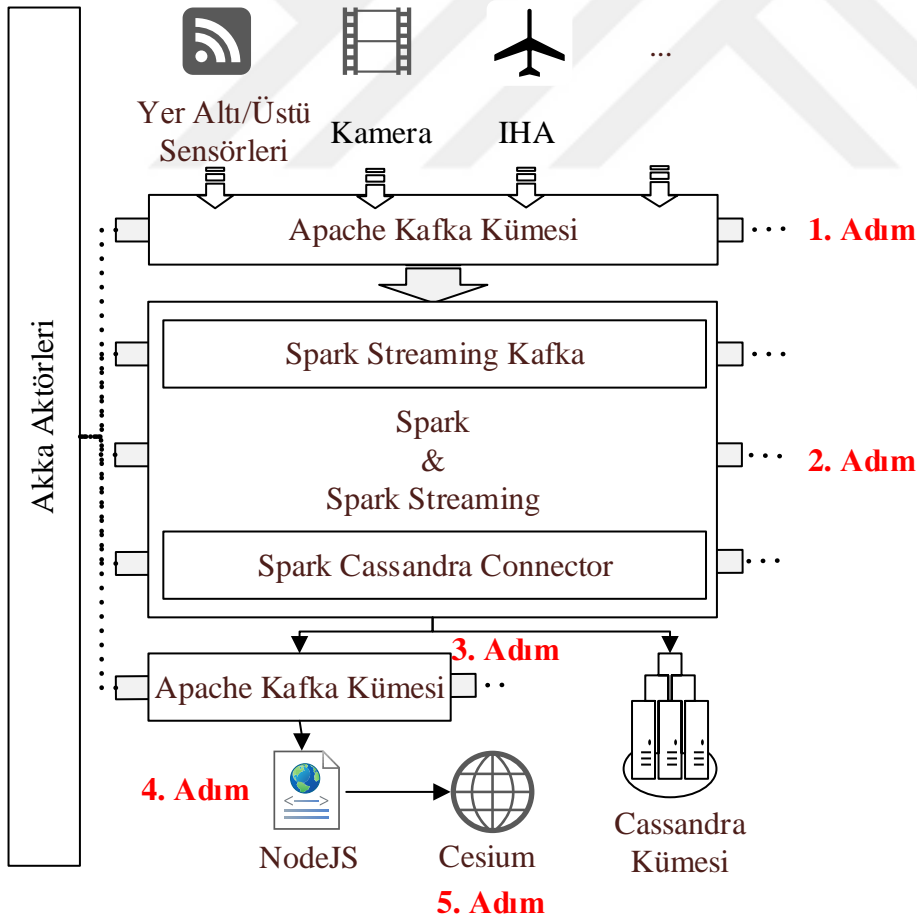 Yer Altı/Üstü
Sensörleri
Kamera
IHA
...
Apache Kafka Kümesi
1. Adım
Akka Aktörleri
Spark Streaming Kafka
Spark
&
Spark Streaming
2. Adım
Spark Cassandra Connector
3. Adım
Apache Kafka Kümesi
4. Adım
NodeJS
Cesium
5. Adım
Cassandra
Kümesi